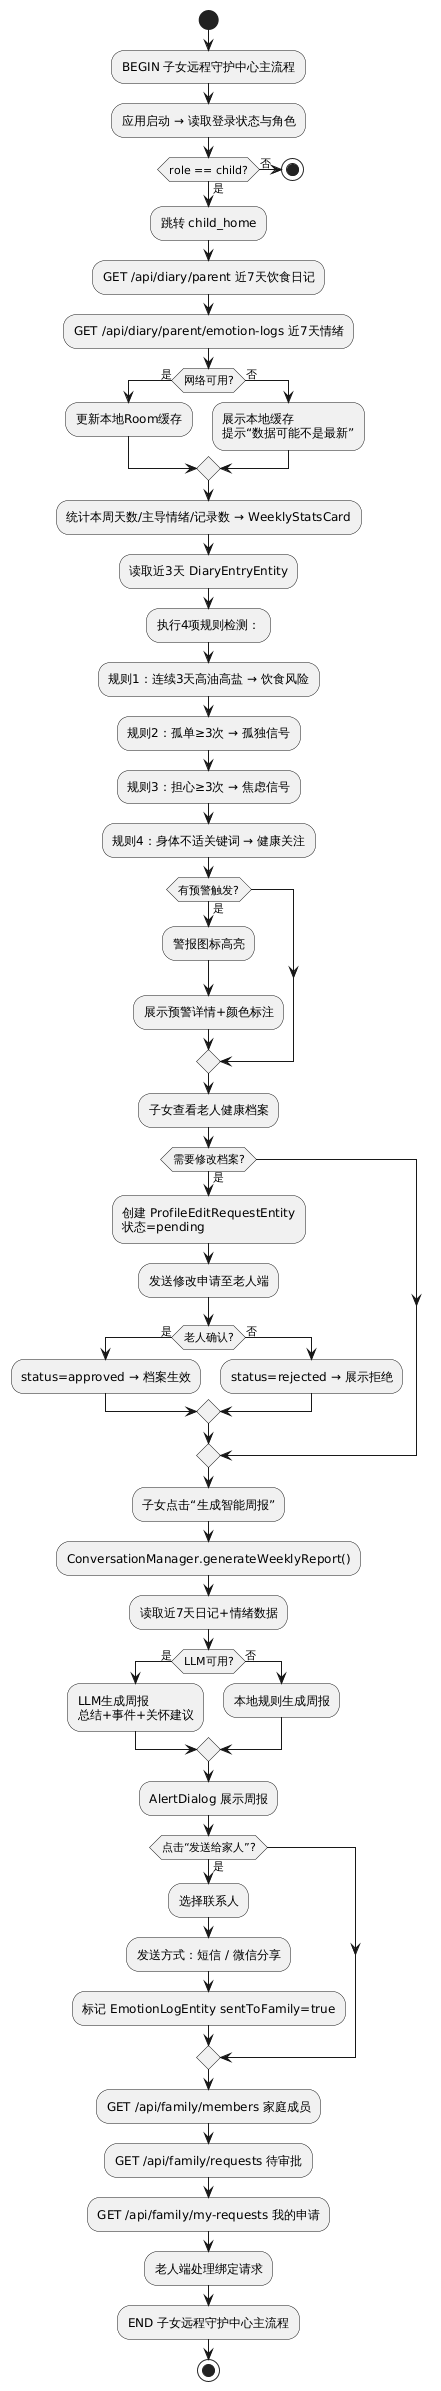 BEGIN 子女远程守护中心主流程
应用启动 → 读取登录状态与角色
role == child?
否
是
跳转 child_home
GET /api/diary/parent 近7天饮食日记
GET /api/diary/parent/emotion-logs 近7天情绪
是
网络可用?
否
更新本地Room缓存
展示本地缓存
提示“数据可能不是最新”
统计本周天数/主导情绪/记录数 → WeeklyStatsCard
读取近3天 DiaryEntryEntity
执行4项规则检测：
规则1：连续3天高油高盐 → 饮食风险
规则2：孤单≥3次 → 孤独信号
规则3：担心≥3次 → 焦虑信号
规则4：身体不适关键词 → 健康关注
有预警触发?
是
警报图标高亮
展示预警详情+颜色标注
子女查看老人健康档案
需要修改档案?
是
创建 ProfileEditRequestEntity
状态=pending
发送修改申请至老人端
是
老人确认?
否
status=approved → 档案生效
status=rejected → 展示拒绝
子女点击“生成智能周报”
ConversationManager.generateWeeklyReport()
读取近7天日记+情绪数据
是
LLM可用?
否
LLM生成周报
总结+事件+关怀建议
本地规则生成周报
AlertDialog 展示周报
点击“发送给家人”?
是
选择联系人
发送方式：短信 / 微信分享
标记 EmotionLogEntity sentToFamily=true
GET /api/family/members 家庭成员
GET /api/family/requests 待审批
GET /api/family/my-requests 我的申请
老人端处理绑定请求
END 子女远程守护中心主流程